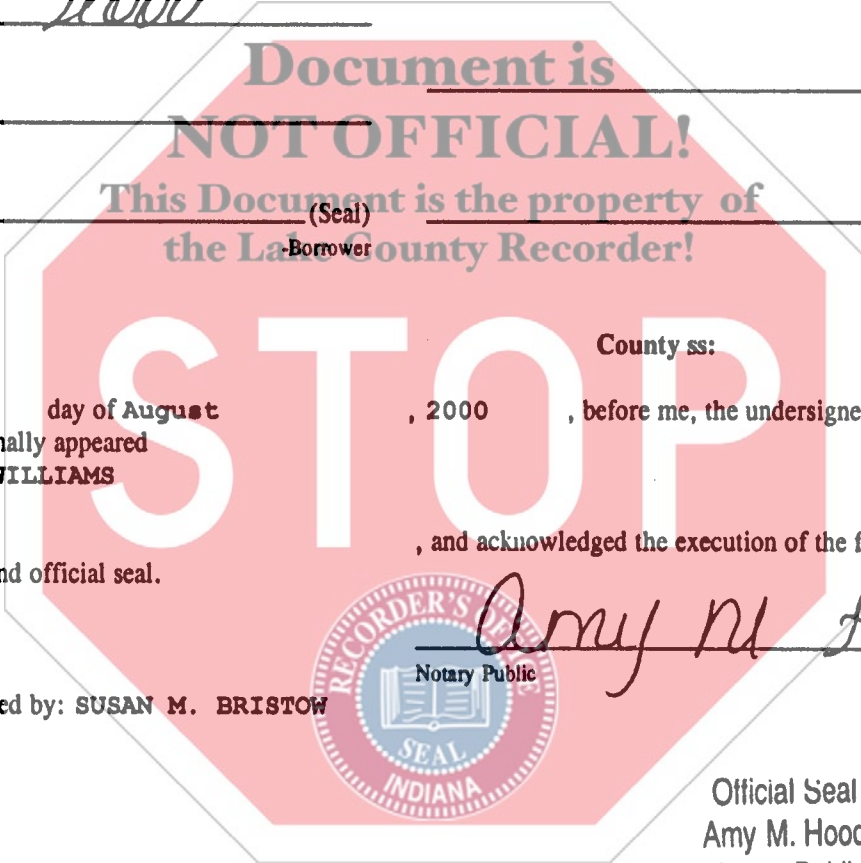 Document is
NOT OFFICIAL!
This Document is the property of
the Lake County Recorder!
(Seal)
-Borrower
STOP
County ss:
day of August , 2000 , before me, the undersigne
nally appeared
WILLIAMS
, and acknowledged the execution of the f
nd official seal.
Amy M
Notary Public
ed by: SUSAN M. BRISTOW
RECORDER'S OFFICE
SEAL
INDIANA
Official Seal
Amy M. Hood